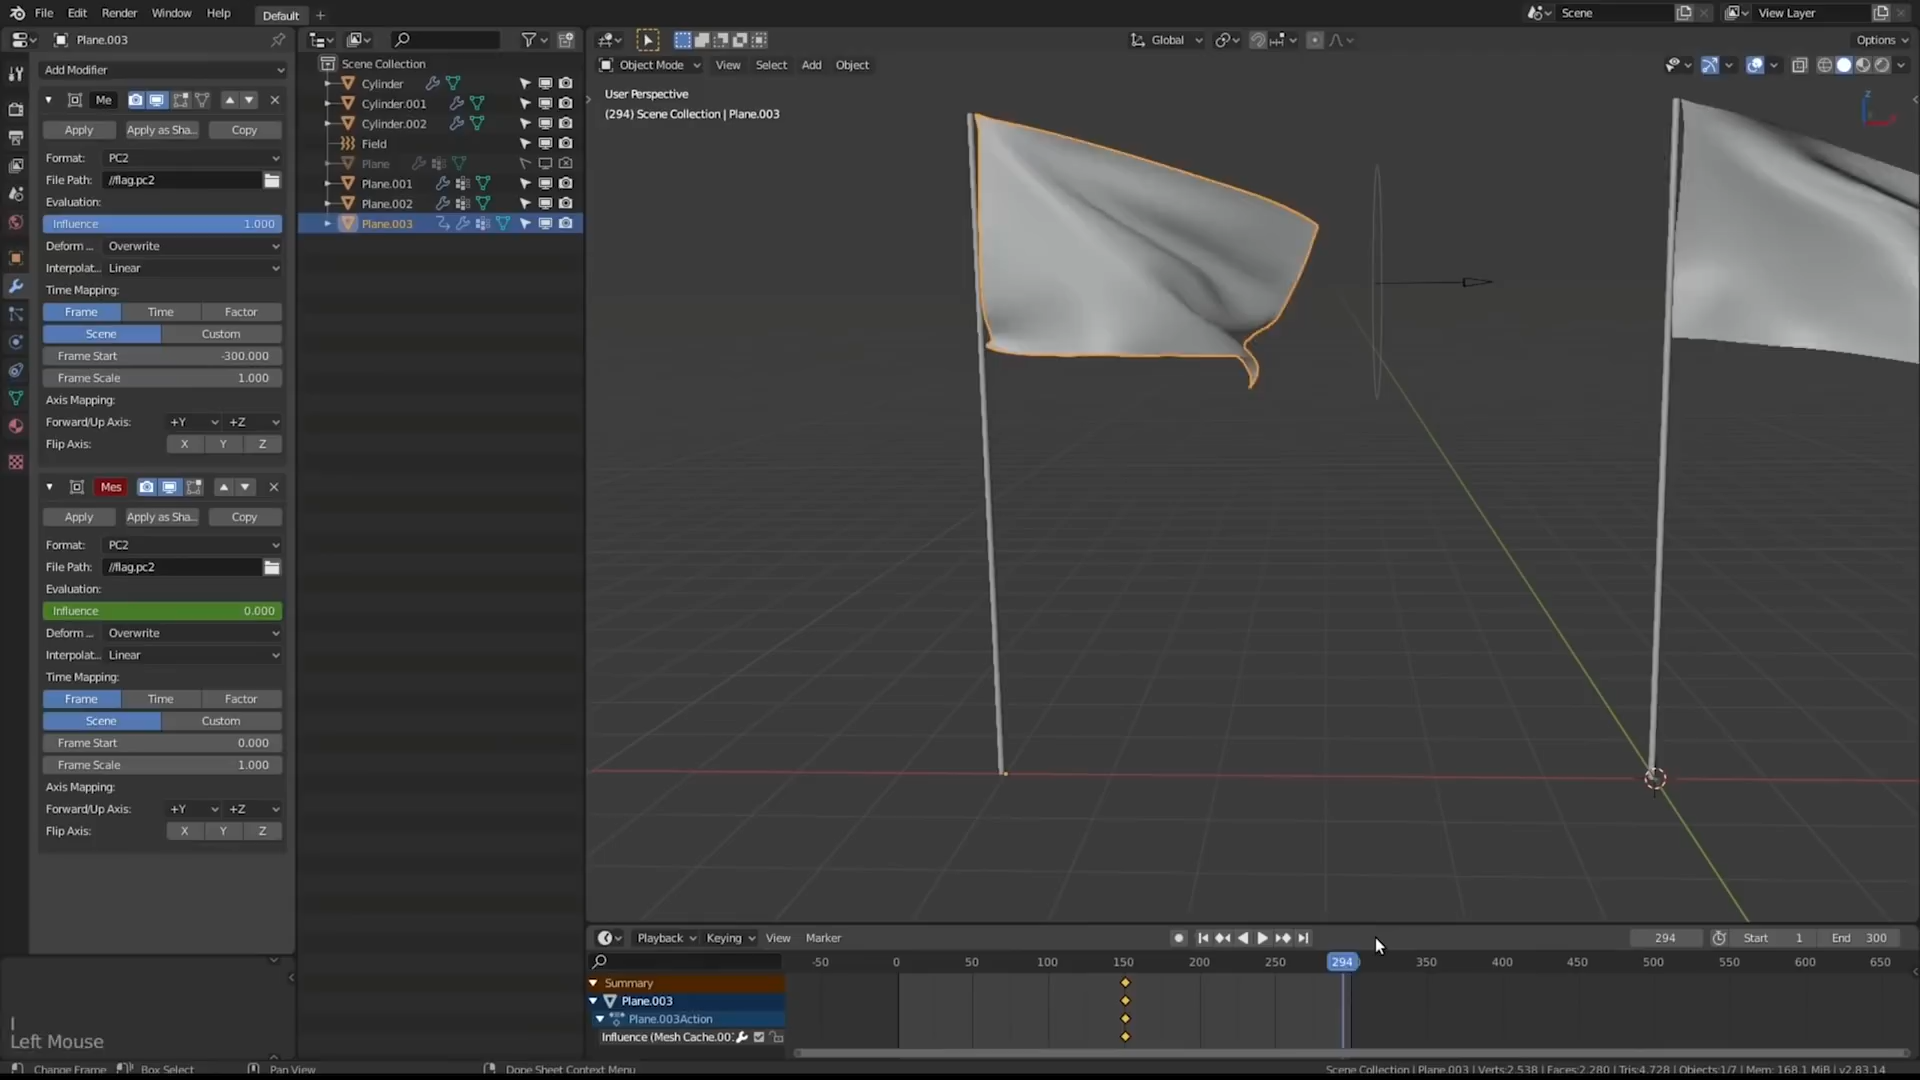 File Edit Render Window Help Default + Scene View Layer
Plane.003
Global Options
Object Mode View Select Add Object
Add Modifier
Me
Apply Apply as Sha... Copy
Format: PC2
File Path: //flag.pc2
Evaluation:
Influence 1.000
Deform ... Overwrite
Interpolat... Linear
Time Mapping:
Frame Time Factor
Scene Custom
Frame Start -300.000
Frame Scale 1.000
Axis Mapping:
Forward/Up Axis: +Y +Z
Flip Axis: X Y Z
Mes
Apply Apply as Sha... Copy
Format: PC2
File Path: //flag.pc2
Evaluation:
Influence 0.000
Deform ... Overwrite
Interpolat... Linear
Time Mapping:
Frame Time Factor
Scene Custom
Frame Start 0.000
Frame Scale 1.000
Axis Mapping:
Forward/Up Axis: +Y +Z
Flip Axis: X Y Z
I
Left Mouse
Scene Collection
Cylinder
Cylinder.001
Cylinder.002
Field
Plane
Plane.001
Plane.002
Plane.003
User Perspective
(294) Scene Collection | Plane.003
Z
Playback Keying View Marker 294 Start 1 End 300
-50 0 50 100 150 200 250 294 350 400 450 500 550 600 650
Summary
Plane.003
Plane.003Action
Influence (Mesh Cache.00:
Change Frame Box Select Pan View Dope Sheet Context Menu Scene Collection | Plane.003 | Verts:2.538 | Faces:2.280 | Tris:4.728 | Objects:1/7 | Mem: 168.1 MiB | v2.83.14